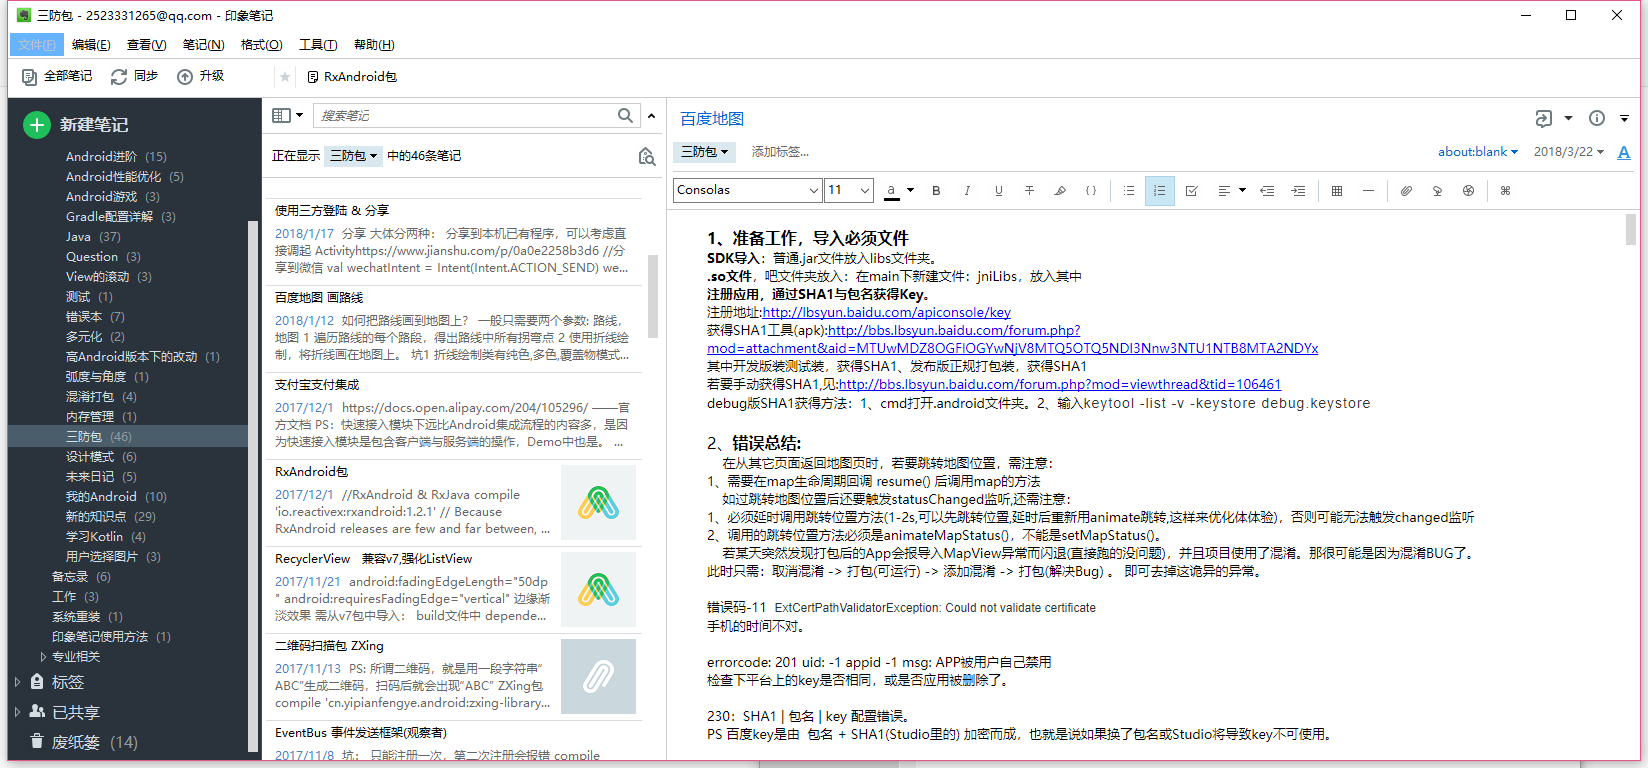 三防包 - 2523331265@qq.com - 印象笔记
文件(F) 编辑(E) 查看(V) 笔记(N) 格式(O) 工具(T) 帮助(H)
全部笔记 同步 升级 RxAndroid包
新建笔记
Android进阶 (15)
Android性能优化 (5)
Android游戏 (3)
Gradle配置详解 (3)
Java (37)
Question (3)
View的滚动 (3)
测试 (1)
错误本 (7)
多元化 (2)
高Android版本下的改动 (1)
弧度与角度 (1)
混淆打包 (4)
内存管理 (1)
三防包 (46)
设计模式 (6)
未来日记 (5)
我的Android (10)
新的知识点 (29)
学习Kotlin (4)
用户选择图片 (3)
备忘录 (6)
工作 (3)
系统重装 (1)
印象笔记使用方法 (1)
专业相关
标签
已共享
废纸篓 (14)
搜索笔记
正在显示 三防包 中的46条笔记
使用三方登陆 & 分享
2018/1/17 分享 大体分两种： 分享到本机已有程序，可以考虑直
接调起 Activityhttps://www.jianshu.com/p/0a0e2258b3d6 //分
享到微信 val wechatIntent = Intent(Intent.ACTION_SEND) we...
百度地图 画路线
2018/1/12 如何把路线画到地图上？ 一般只需要两个参数: 路线，
地图 1 遍历路线的每个路段，得出路线中所有拐弯点 2 使用折线绘
制，将折线画在地图上。 坑1 折线绘制类有纯色,多色,覆盖物模式...
支付宝支付集成
2017/12/1 https://docs.open.alipay.com/204/105296/ ——官
方文档 PS：快速接入模块下远比Android集成流程的内容多，是因
为快速接入模块是包含客户端与服务端的操作，Demo中也是。 ...
RxAndroid包
2017/12/1 //RxAndroid & RxJava compile
'io.reactivex:rxandroid:1.2.1' // Because
RxAndroid releases are few and far between, ...
RecyclerView 兼容v7,强化ListView
2017/11/21 android:fadingEdgeLength="50dp
" android:requiresFadingEdge="vertical" 边缘渐
淡效果 需从v7包中导入： build文件中 depende...
二维码扫描包 ZXing
2017/11/13 PS: 所谓二维码，就是用一段字符串“
ABC”生成二维码，扫码后就会出现“ABC” ZXing包
compile 'cn.yipianfengye.android:zxing-library...
EventBus 事件发送框架(观察者)
2017/11/8 坑： 只能注册一次，第二次注册会报错 compile
百度地图
三防包 添加标签... about:blank 2018/3/22 A
Consolas 11 a B I U T
1、准备工作，导入必须文件
SDK导入：普通.jar文件放入libs文件夹。
.so文件，吧文件夹放入：在main下新建文件：jniLibs，放入其中
注册应用，通过SHA1与包名获得Key。
注册地址:http://lbsyun.baidu.com/apiconsole/key
获得SHA1工具(apk):http://bbs.lbsyun.baidu.com/forum.php?
mod=attachment&aid=MTUwMDZ8OGFlOGYwNjV8MTQ5OTQ5NDI3Nnw3NTU1NTB8MTA2NDYx
其中开发版装测试装，获得SHA1、发布版正规打包装，获得SHA1
若要手动获得SHA1,见:http://bbs.lbsyun.baidu.com/forum.php?mod=viewthread&tid=106461
debug版SHA1获得方法：1、cmd打开.android文件夹。2、输入keytool -list -v -keystore debug.keystore
2、错误总结:
在从其它页面返回地图页时，若要跳转地图位置，需注意：
1、需要在map生命周期回调 resume() 后调用map的方法
如过跳转地图位置后还要触发statusChanged监听,还需注意：
1、必须延时调用跳转位置方法(1-2s,可以先跳转位置,延时后重新用animate跳转,这样来优化体体验)，否则可能无法触发changed监听
2、调用的跳转位置方法必须是animateMapStatus()，不能是setMapStatus()。
若某天突然发现打包后的App会报导入MapView异常而闪退(直接跑的没问题)，并且项目使用了混淆。那很可能是因为混淆BUG了。
此时只需：取消混淆 -> 打包(可运行) -> 添加混淆 -> 打包(解决Bug) 。 即可去掉这诡异的异常。
错误码-11 ExtCertPathValidatorException: Could not validate certificate
手机的时间不对。
errorcode: 201 uid: -1 appid -1 msg: APP被用户自己禁用
检查下平台上的key是否相同，或是否应用被删除了。
230：SHA1 | 包名 | key 配置错误。
PS 百度key是由 包名 + SHA1(Studio里的) 加密而成，也就是说如果换了包名或Studio将导致key不可使用。